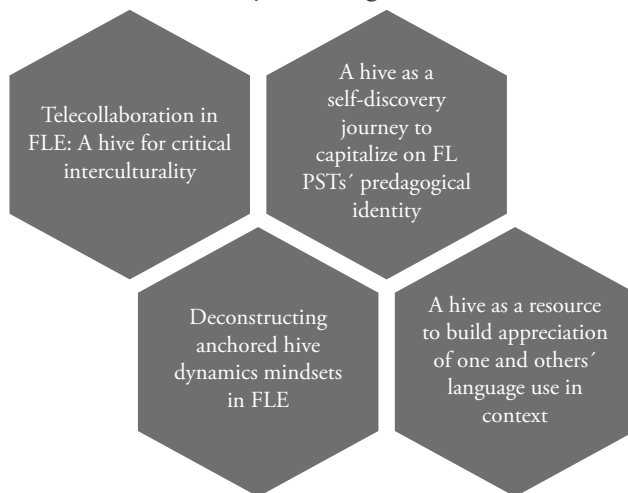 Telecollaboration in
FLE: A hive for critical
interculturality
A hive as a
self-discovery
journey to
capitalize on FL
PSTs´ predagogical
identity
Deconstructing
anchored hive
dynamics mindsets
in FLE
A hive as a resource
to build appreciation
of one and others´
language use in
context